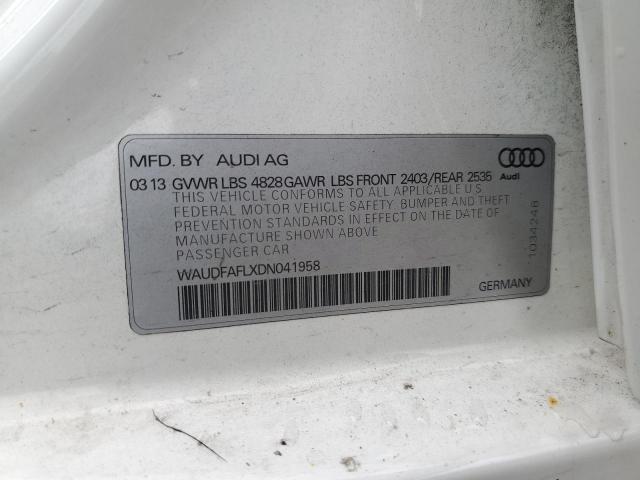 MFD. BY AUDI AG
Audi
03 13 GVWR LBS 4828 GAWR LBS FRONT 2403/REAR 2535
THIS VEHICLE CONFORMS TO ALL APPLICABLE U.S
FEDERAL MOTOR VEHICLE SAFETY, BUMPER AND THEFT
PREVENTION STANDARDS IN EFFECT ON THE DATE OF
MANUFACTURE SHOWN ABOVE
PASSENGER CAR
WAUDFAFLXDN041958
GERMANY
1034248